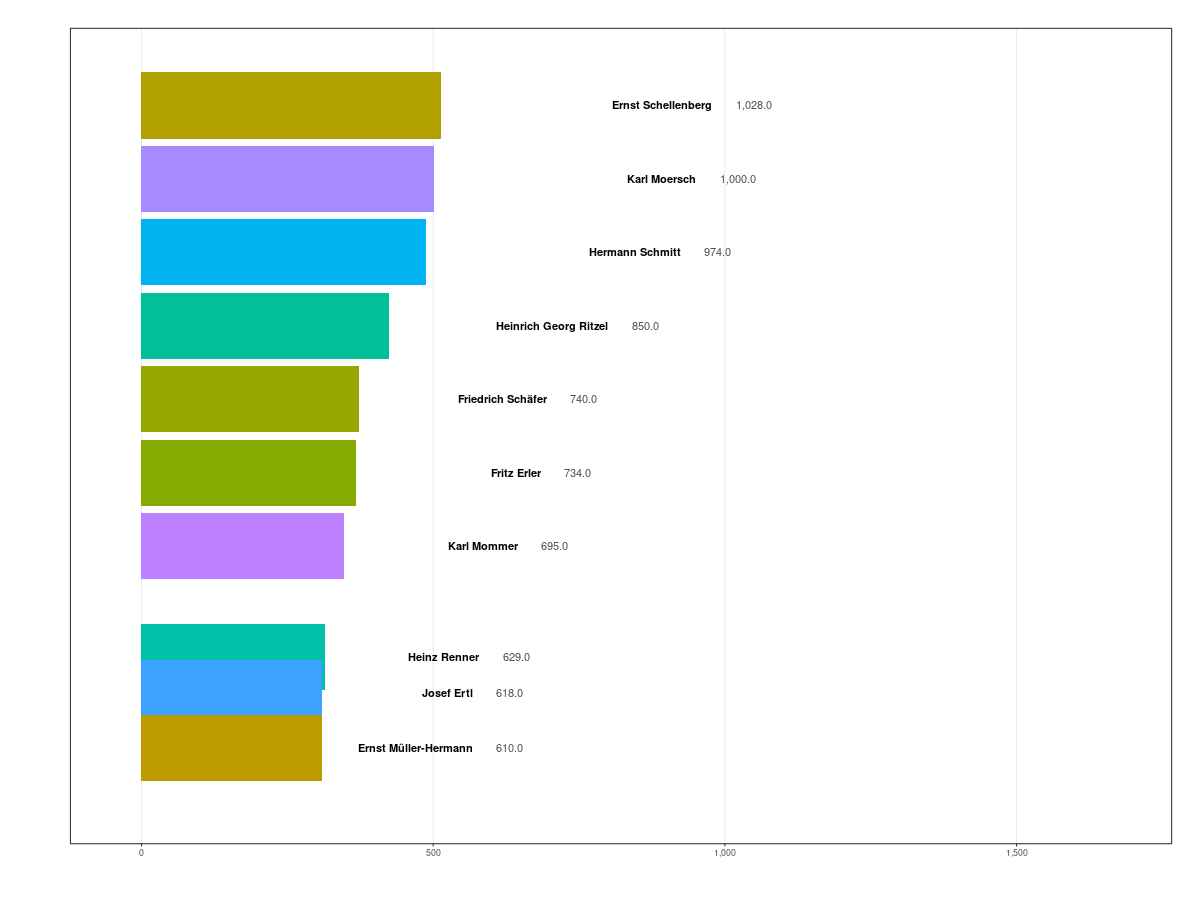 Ernst Schellenberg 1,028.0
Karl Moersch 1,000.0
Hermann Schmitt 974.0
Heinrich Georg Ritzel 850.0
Friedrich Schäfer 740.0
Fritz Erler 734.0
Karl Mommer 695.0
Heinz Renner 629.0
Josef Ertl 618.0
Ernst Müller-Hermann 610.0
0 500 1,000 1,500